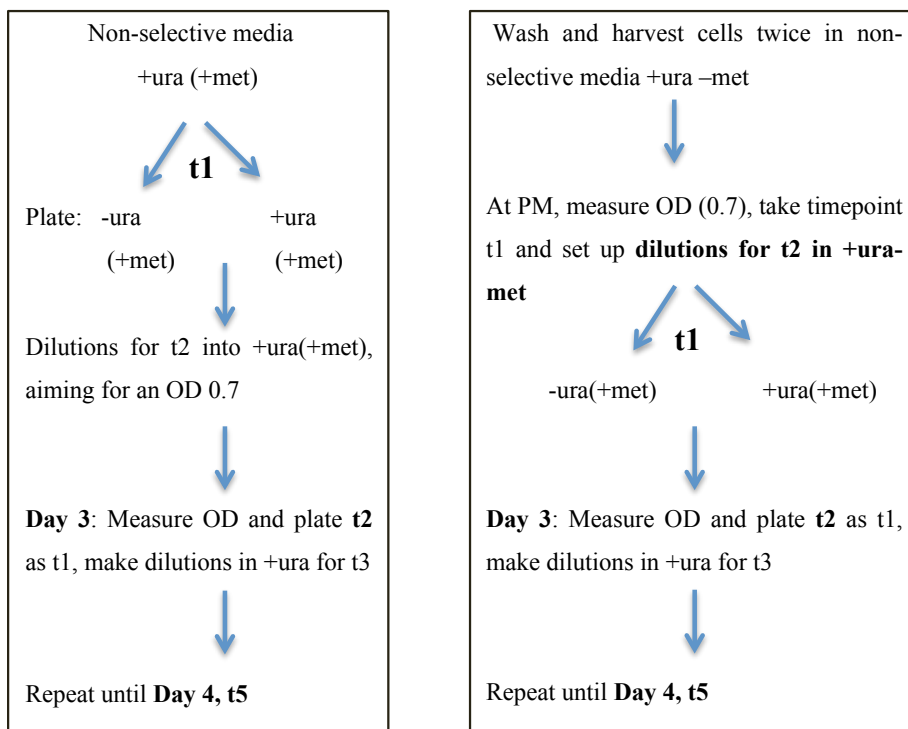 Non-selective media
+ura (+met)
t1
Plate: -ura +ura
(+met) (+met)
Dilutions for t2 into +ura(+met),
aiming for an OD 0.7
Day 3: Measure OD and plate t2
as t1, make dilutions in +ura for t3
Repeat until Day 4, t5
Wash and harvest cells twice in non-
selective media +ura –met
At PM, measure OD (0.7), take timepoint
t1 and set up dilutions for t2 in +ura-
met
t1
-ura(+met) +ura(+met)
Day 3: Measure OD and plate t2 as t1,
make dilutions in +ura for t3
Repeat until Day 4, t5